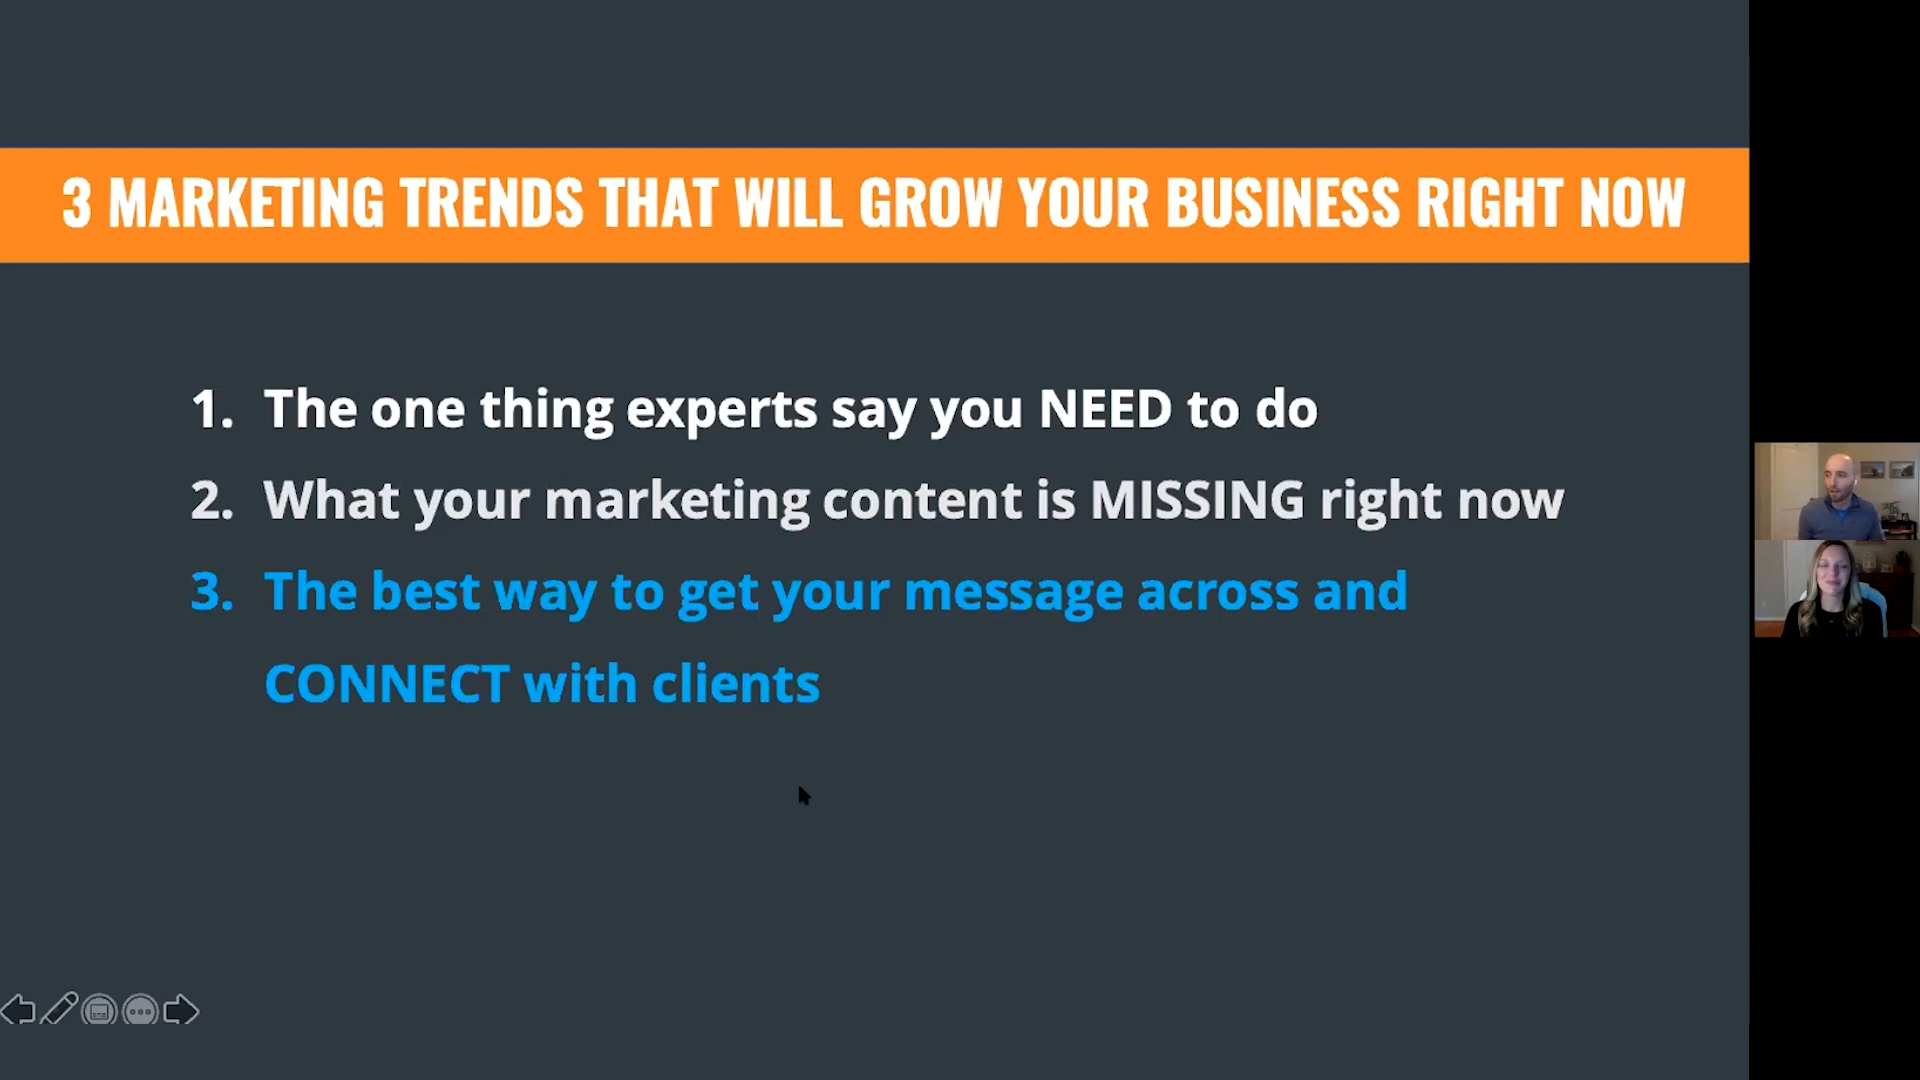 3 MARKETING TRENDS THAT WILL GROW YOUR BUSINESS RIGHT NOW
1. The one thing experts say you NEED to do
2. What your marketing content is MISSING right now
3. The best way to get your message across and
CONNECT with clients